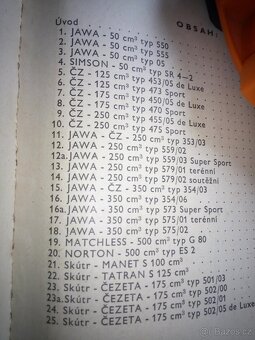 Úvod
OBSAH:
1. JAWA - 50 cm³ typ 550
2. JAWA - 50 cm³ typ 555
3. JAWA - 50 cm³ typ 05
4. SIMSON - 50 cm³ typ SR 4-2
5. ČZ - 125 cm³ typ 453/05 de Luxe
6. ČZ - 125 cm³ typ 473 Sport
7. ČZ - 175 cm³ typ 450/05 de Luxe
8. ČZ - 175 cm³ typ 470 Sport
9. ČZ - 250 cm³ typ 455/05 de Luxe
10. ČZ - 250 cm³ typ 475 Sport
11. JAWA - ČZ - 250 cm³ typ 353/03
12. JAWA - 250 cm³ typ 559/02
12a. JAWA - 250 cm³ typ 559/03 Super Sport
13. JAWA - 250 cm³ typ 579/01 terénní
14. JAWA - 250 cm³ typ 579/02 soutěžní
15. JAWA - ČZ - 350 cm³ typ 354/03
16. JAWA - 350 cm³ typ 354/06
16a. JAWA - 350 cm³ typ 573 Super Sport
17. JAWA - 350 cm³ typ 575/01 terénní
18. JAWA - 350 cm³ typ 575/02
19. MATCHLESS - 500 cm³ typ G 80
20. NORTON - 500 cm³ typ ES 2
21. Skútr - MANET S 100 cm³
22. Skútr - TATRAN S 125 cm³
23. Skútr - ČEZETA - 175 cm³ typ 501/03
23a. Skútr - ČEZETA - 175 cm³ typ 502/00
24. Skútr - ČEZETA - 175 cm³ typ 502/01
25. Skútr - ČEZETA - 175 cm³ typ 502/05 de Luxe